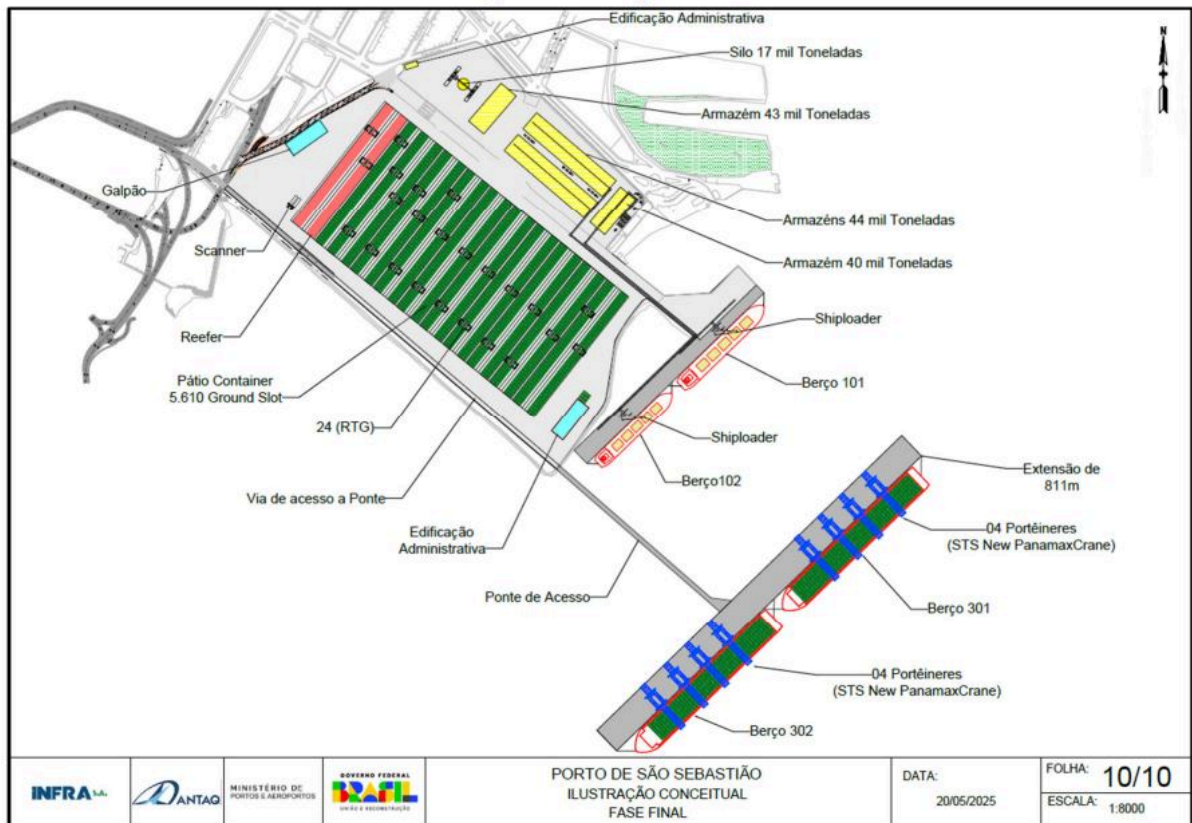 Edificação Administrativa
N
Silo 17 mil Toneladas
Armazém 43 mil Toneladas
Galpão
Armazéns 44 mil Toneladas
Scanner
Armazém 40 mil Toneladas
Reefer
Shiploader
Pátio Container
5.610 Ground Slot
Berço 101
24 (RTG)
Shiploader
Berço102
Via de acesso a Ponte
Extensão de
811m
Edificação
Administrativa
04 Portêineres
(STS New PanamaxCrane)
Ponte de Acesso
Berço 301
04 Portêineres
(STS New PanamaxCrane)
Berço 302
INFRA S.A.
ANTAQ
MINISTÉRIO DE
PORTOS E AEROPORTOS
GOVERNO FEDERAL
BRASIL
UNIÃO E RECONSTRUÇÃO
PORTO DE SÃO SEBASTIÃO
ILUSTRAÇÃO CONCEITUAL
FASE FINAL
DATA:
20/05/2025
FOLHA: 10/10
ESCALA: 1:8000